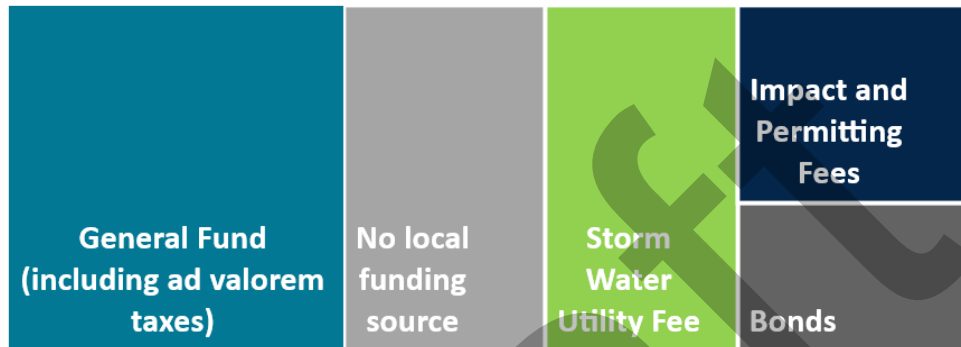 General Fund
(including ad valorem
taxes)
No local
funding
source
Storm
Water
Utility Fee
Impact and
Permitting
Fees
Bonds